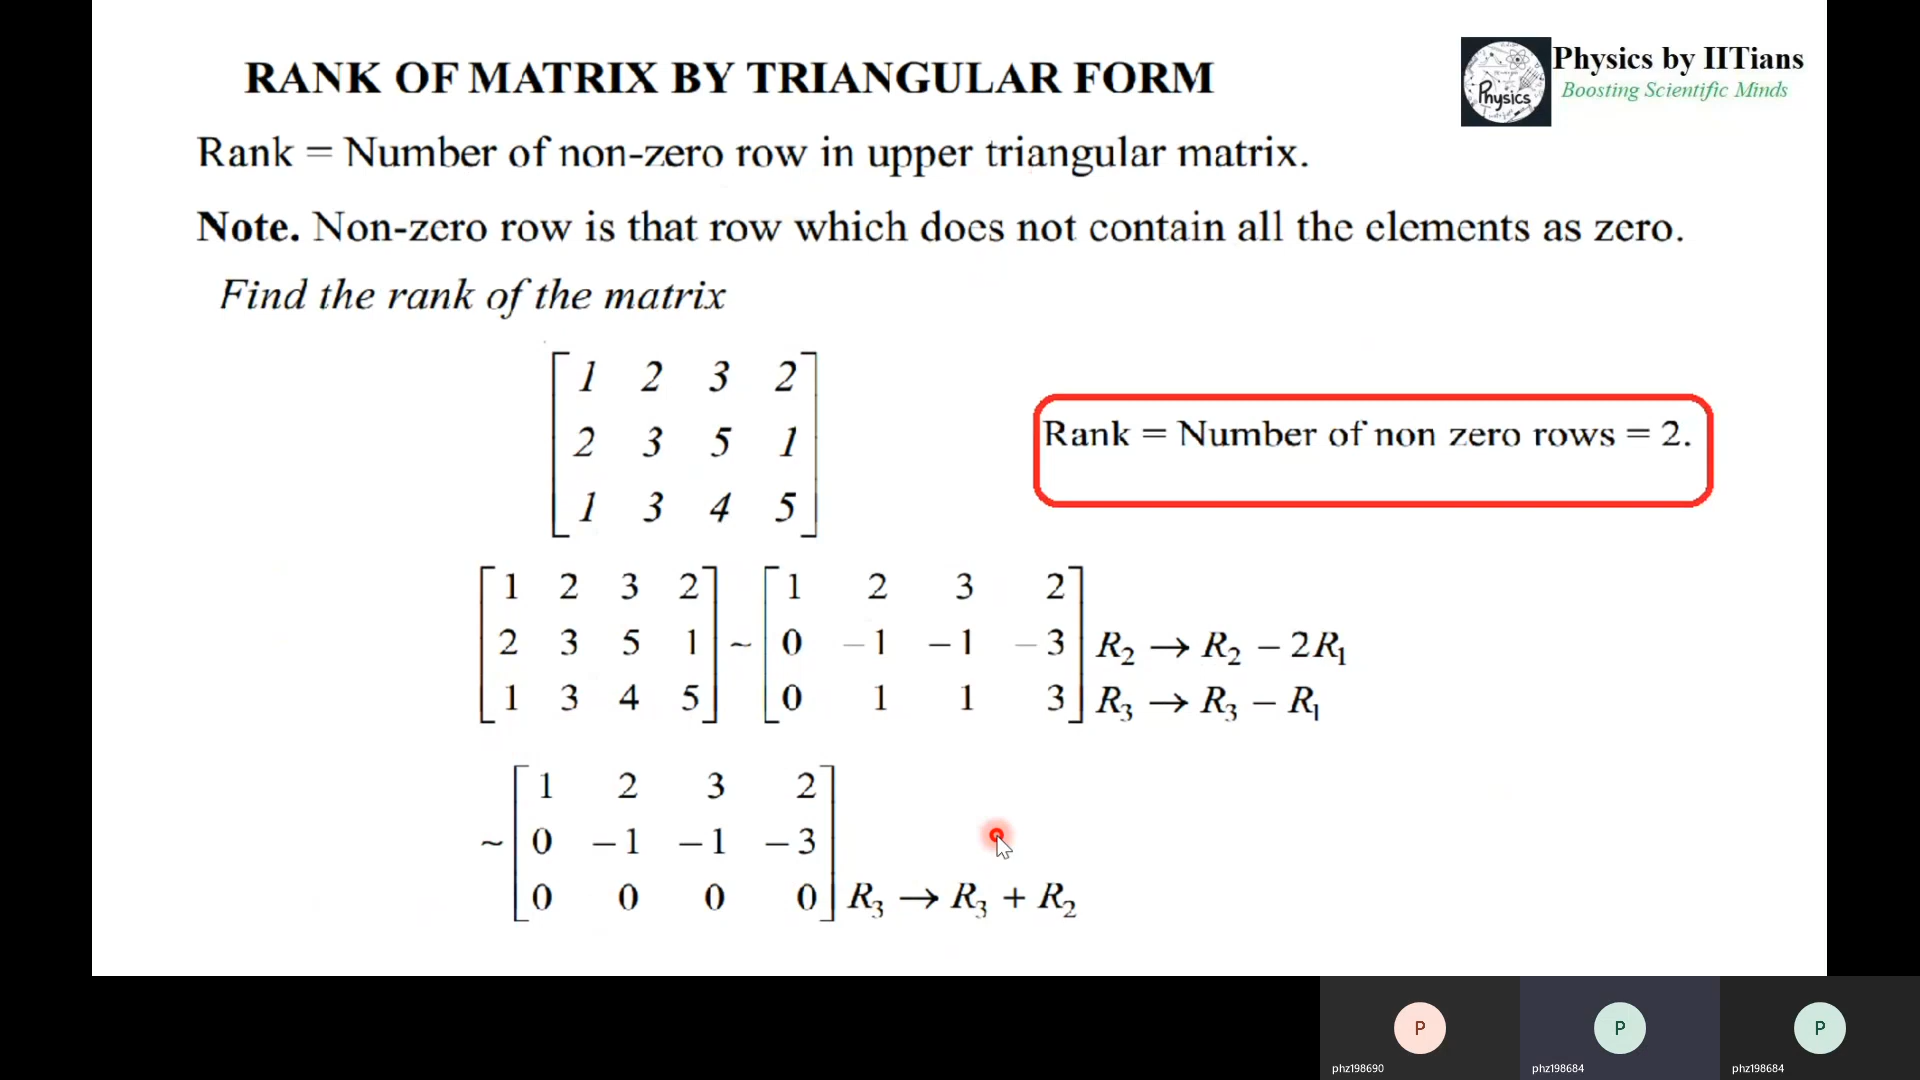 RANK OF MATRIX BY TRIANGULAR FORM
Physics by IITians
Boosting Scientific Minds
Physics
Rank = Number of non-zero row in upper triangular matrix.
Note. Non-zero row is that row which does not contain all the elements as zero.
Find the rank of the matrix
1 2 3 2
2 3 5 1
1 3 4 5
Rank = Number of non zero rows = 2.
1 2 3 2 1 2 3 2
2 3 5 1 ~ 0 – 1 – 1 – 3 R2 → R2 – 2R1
1 3 4 5 0 1 1 3 R3 → R3 – R1
1 2 3 2
~ 0 – 1 – 1 – 3
0 0 0 0 R3 → R3 + R2
P P P
phz198690 phz198684 phz198684